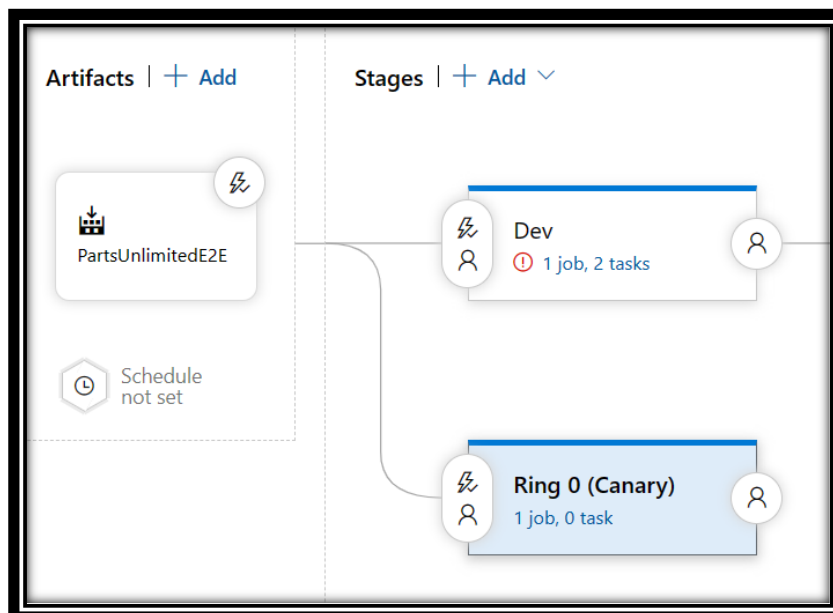 Artifacts | + Add
Stages | + Add
PartsUnlimitedE2E
Schedule
not set
Dev
1 job, 2 tasks
Ring 0 (Canary)
1 job, 0 task